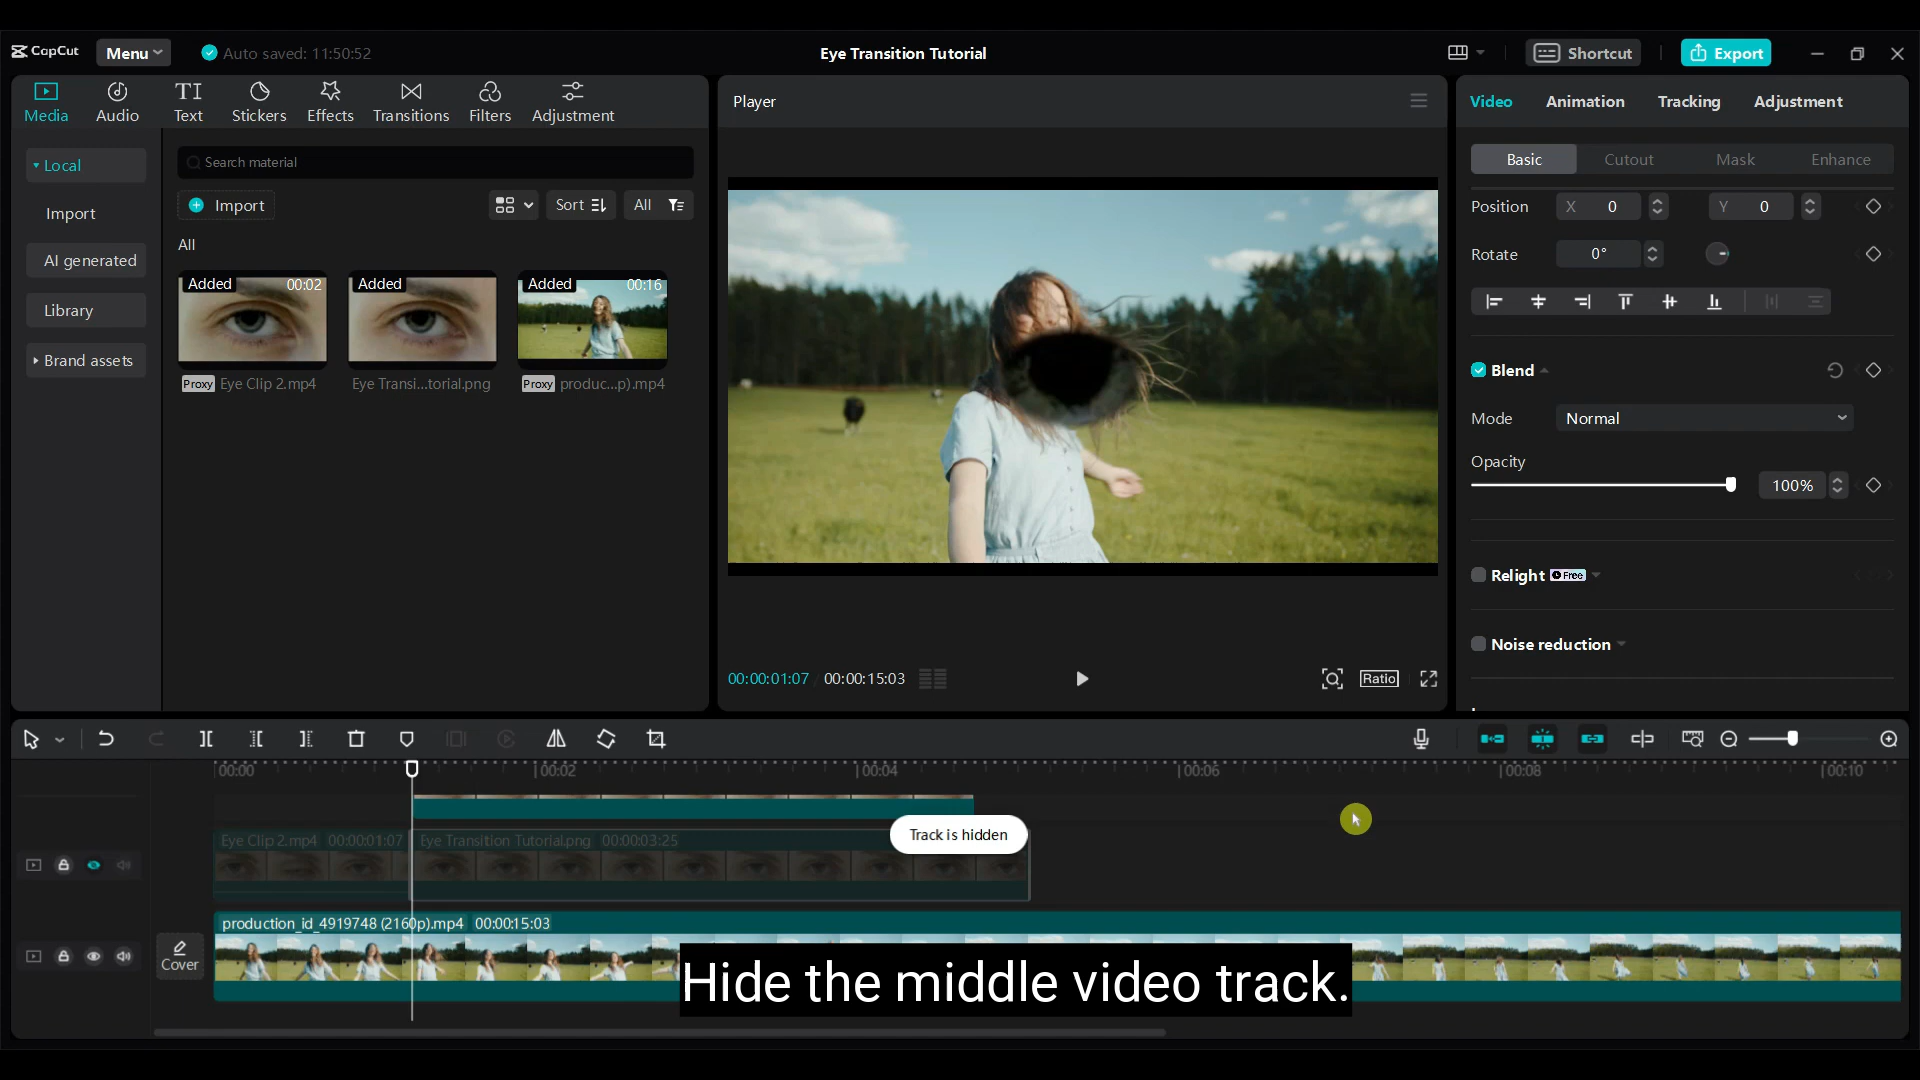 CapCut Menu Auto saved: 11:50:52 Eye Transition Tutorial Shortcut Export
Media Audio TI Text Stickers Effects Transitions Filters Adjustment
Local
Import
AI generated
Library
Brand assets
Search material
Import Sort All
All
Added 00:02 Added Added 00:16
Proxy Eye Clip 2.mp4 Eye Transi...torial.png Proxy produc...p).mp4
Player
00:00:01:07 00:00:15:03 Ratio
Video Animation Tracking Adjustment
Basic Cutout Mask Enhance
Position X 0 Y 0
Rotate 0°
Blend
Mode Normal
Opacity
100%
Relight Free
Noise reduction
00:00 00:02 00:04 00:06 00:08 00:10
Track is hidden
Eye Clip 2.mp4 00:00:01:07 Eye Transition Tutorial.png 00:00:03:25
production_id_4919748 (2160p).mp4 00:00:15:03
Cover
Hide the middle video track.